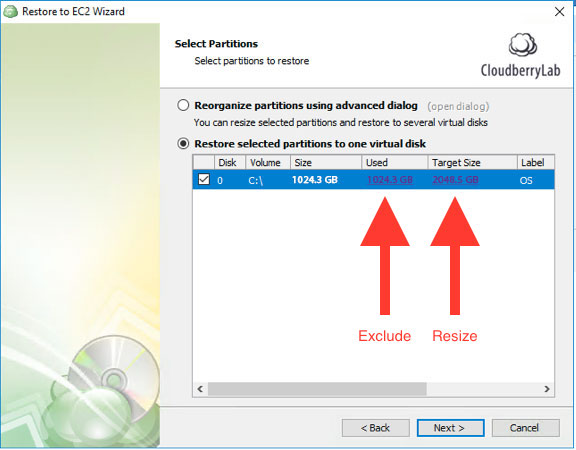 Restore to EC2 Wizard
Select Partitions
Select partitions to restore
CloudberryLab
Reorganize partitions using advanced dialog (open dialog)
You can resize selected partitions and restore to several virtual disks
Restore selected partitions to one virtual disk
Disk Volume Size Used Target Size Label
0 C:\ 1024.3 GB 1024.3 GB 2048.5 GB OS
Exclude Resize
< Back Next > Cancel